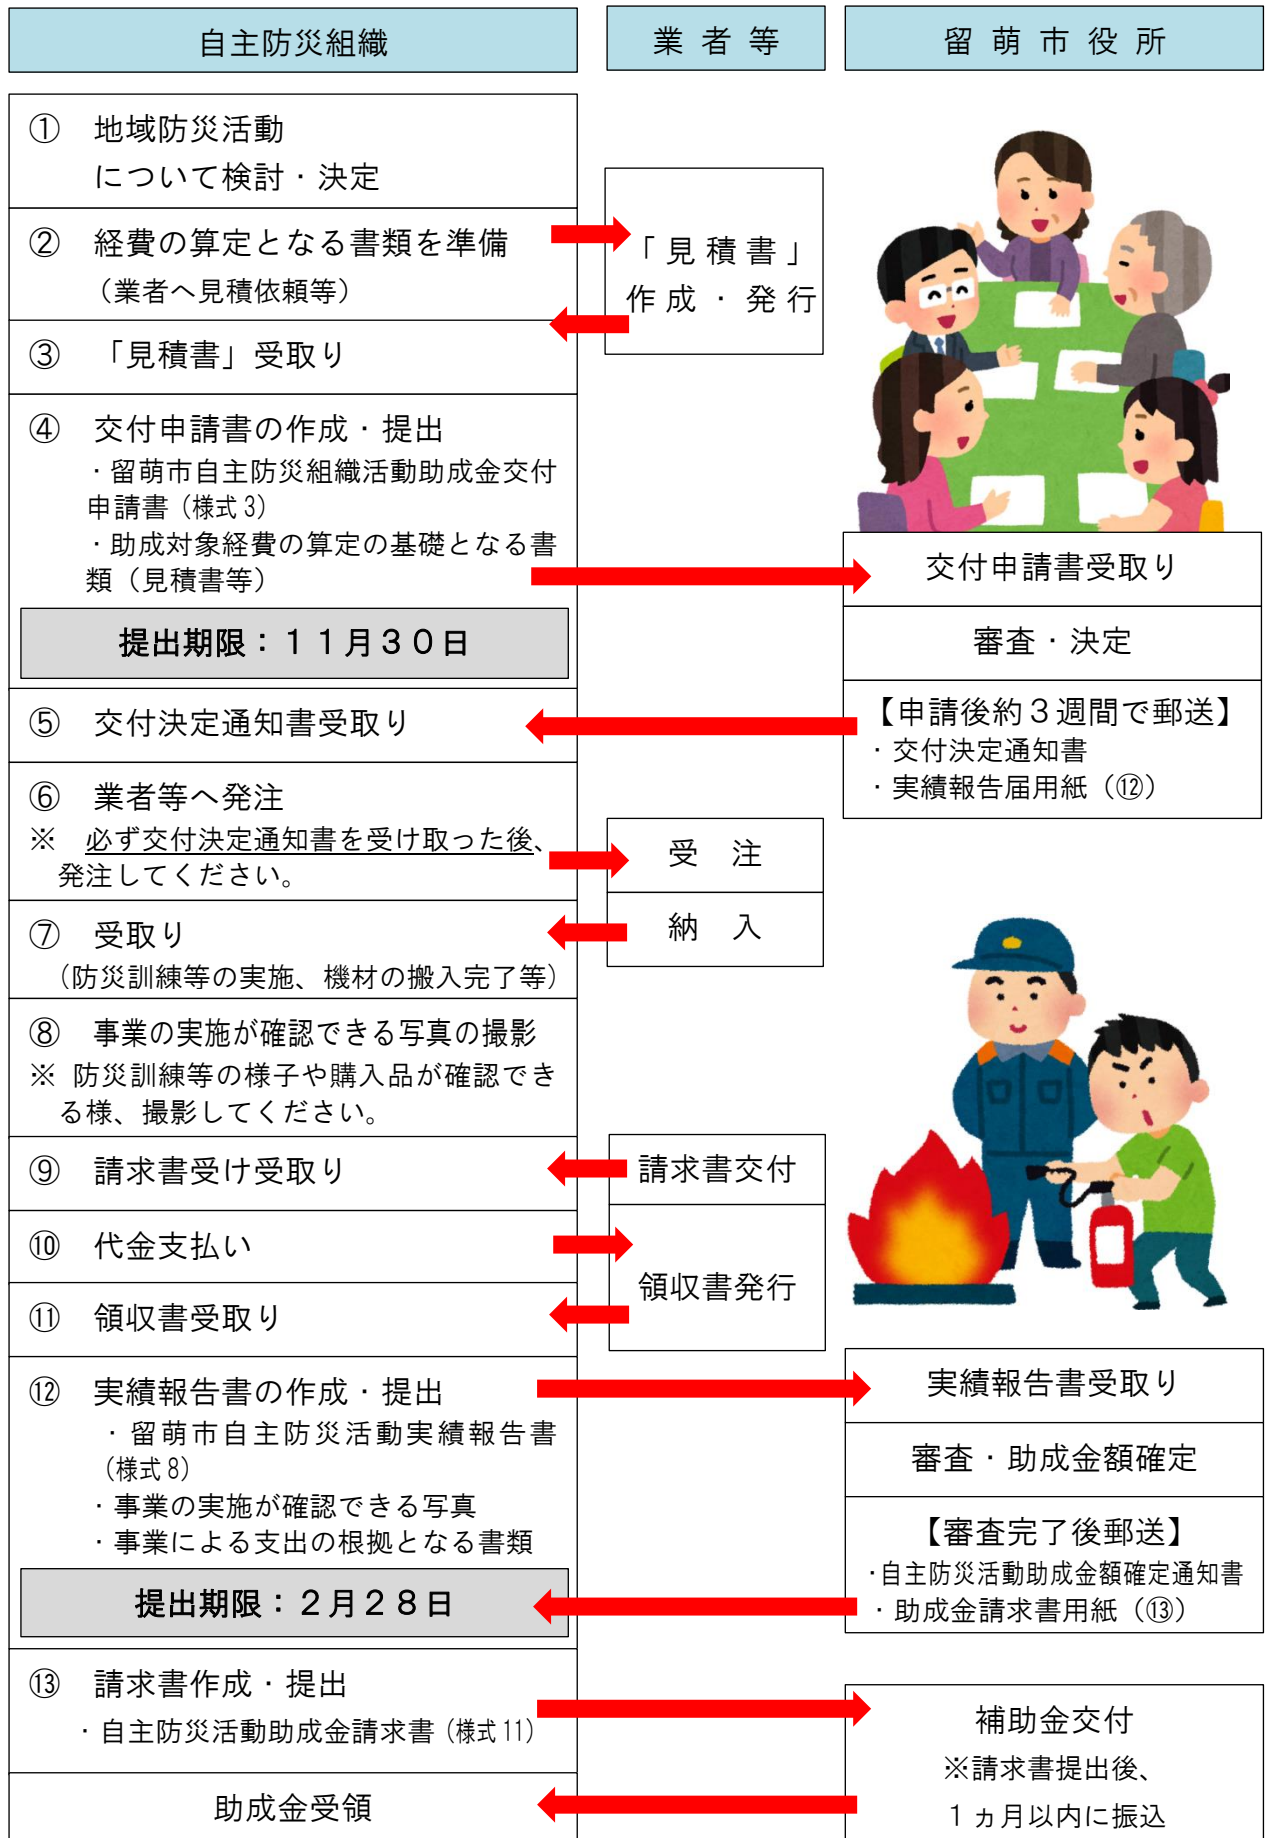 自主防災組織
業者等
留萌市役所
① 地域防災活動
について検討・決定
② 経費の算定となる書類を準備
（業者へ見積依頼等）
「見積書」
作成・発行
③ 「見積書」受取り
④ 交付申請書の作成・提出
・留萌市自主防災組織活動助成金交付
申請書（様式3）
・助成対象経費の算定の基礎となる書
類（見積書等）
提出期限：１１月３０日
交付申請書受取り
審査・決定
【申請後約３週間で郵送】
・交付決定通知書
・実績報告届用紙（⑫）
⑤ 交付決定通知書受取り
⑥ 業者等へ発注
※ 必ず交付決定通知書を受け取った後、
発注してください。
受 注
納 入
⑦ 受取り
（防災訓練等の実施、機材の搬入完了等）
⑧ 事業の実施が確認できる写真の撮影
※ 防災訓練等の様子や購入品が確認でき
る様、撮影してください。
⑨ 請求書受け受取り
請求書交付
⑩ 代金支払い
領収書発行
⑪ 領収書受取り
⑫ 実績報告書の作成・提出
・留萌市自主防災活動実績報告書
（様式8）
・事業の実施が確認できる写真
・事業による支出の根拠となる書類
提出期限：２月２８日
実績報告書受取り
審査・助成金額確定
【審査完了後郵送】
・自主防災活動助成金額確定通知書
・助成金請求書用紙（⑬）
⑬ 請求書作成・提出
・自主防災活動助成金請求書（様式11）
助成金受領
補助金交付
※請求書提出後、
１ヵ月以内に振込